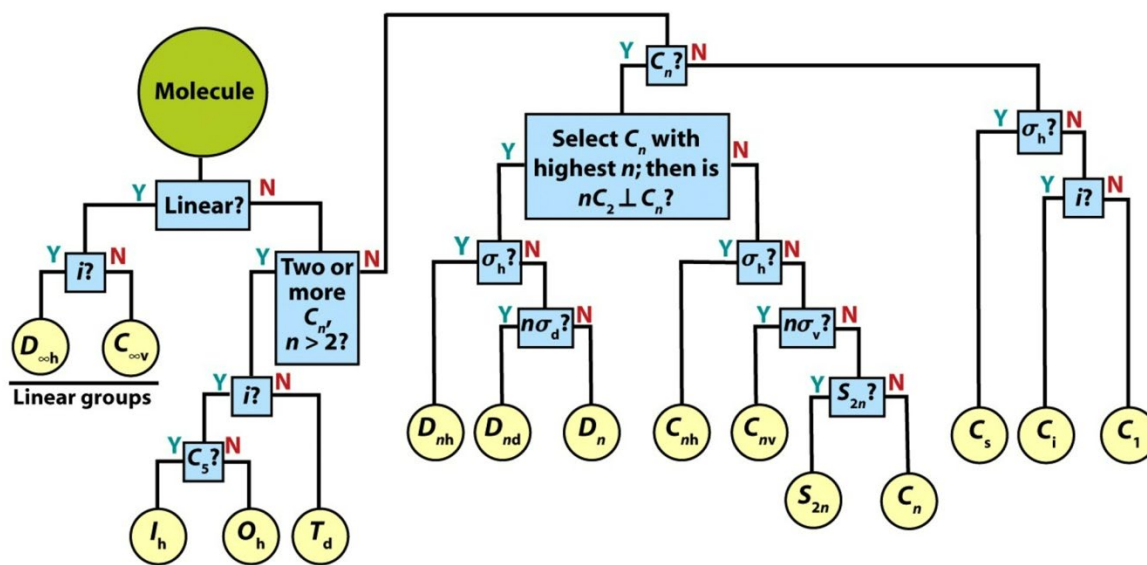 Molecule
Y Linear? N
Y i? N
D∞h C∞v
Linear groups
Y Two or N
more
Cn,
n > 2?
Y i? N
Y C5? N
Ih Oh Td
Y Cn? N
Y Select Cn with N
highest n; then is
nC2 ⊥ Cn?
Y σh? N
Y nσd? N
Dnh Dnd Dn
Y σh? N
Y nσv? N
Y S2n? N
Cnh Cnv
S2n Cn
Y σh? N
Y i? N
Cs Ci C1